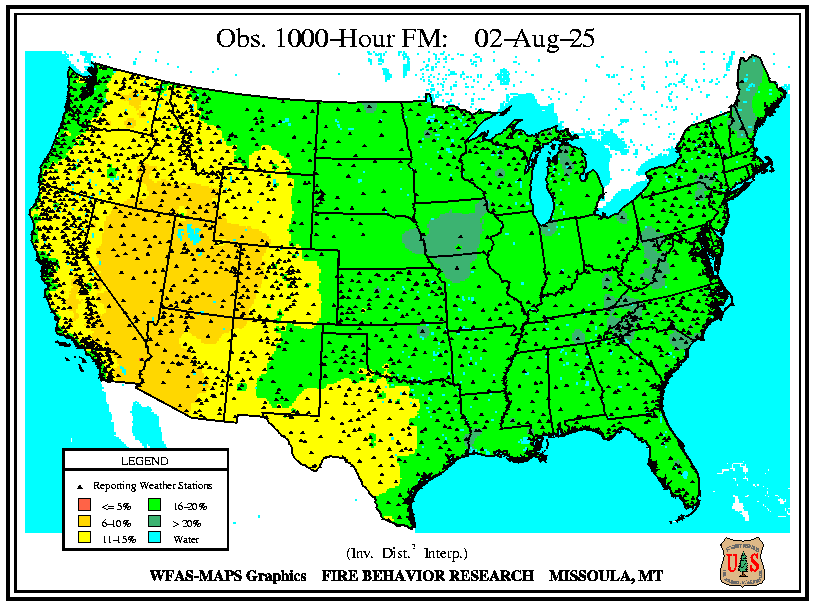 Obs. 1000-Hour FM: 02-Aug-25
LEGEND
Reporting Weather Stations
<= 5% 16-20%
6-10% > 20%
11-15% Water
(Inv. Dist.² Interp.)
WFAS-MAPS Graphics FIRE BEHAVIOR RESEARCH MISSOULA, MT
U S